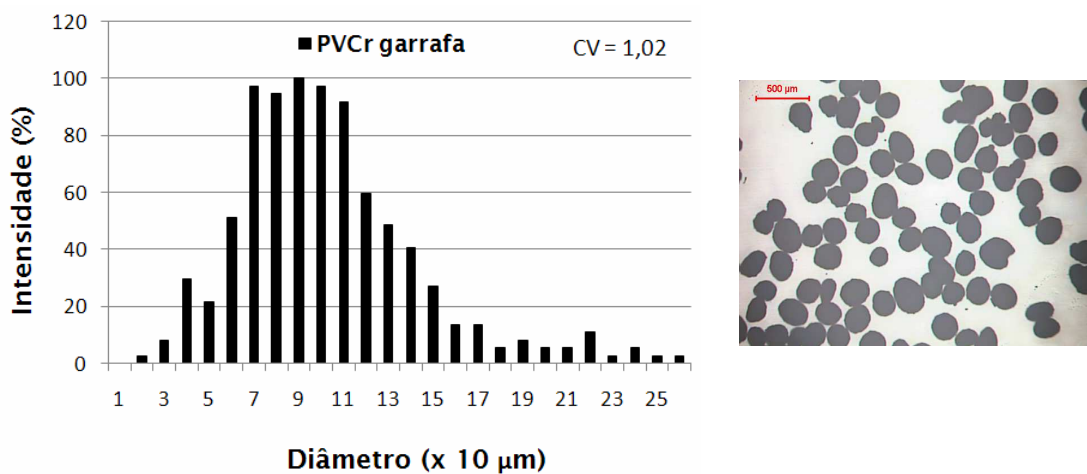 120
100
80
60
40
20
0
Intensidade (%)
PVCr garrafa
CV = 1,02
1 3 5 7 9 11 13 15 17 19 21 23 25
Diâmetro (x 10 µm)
500 µm